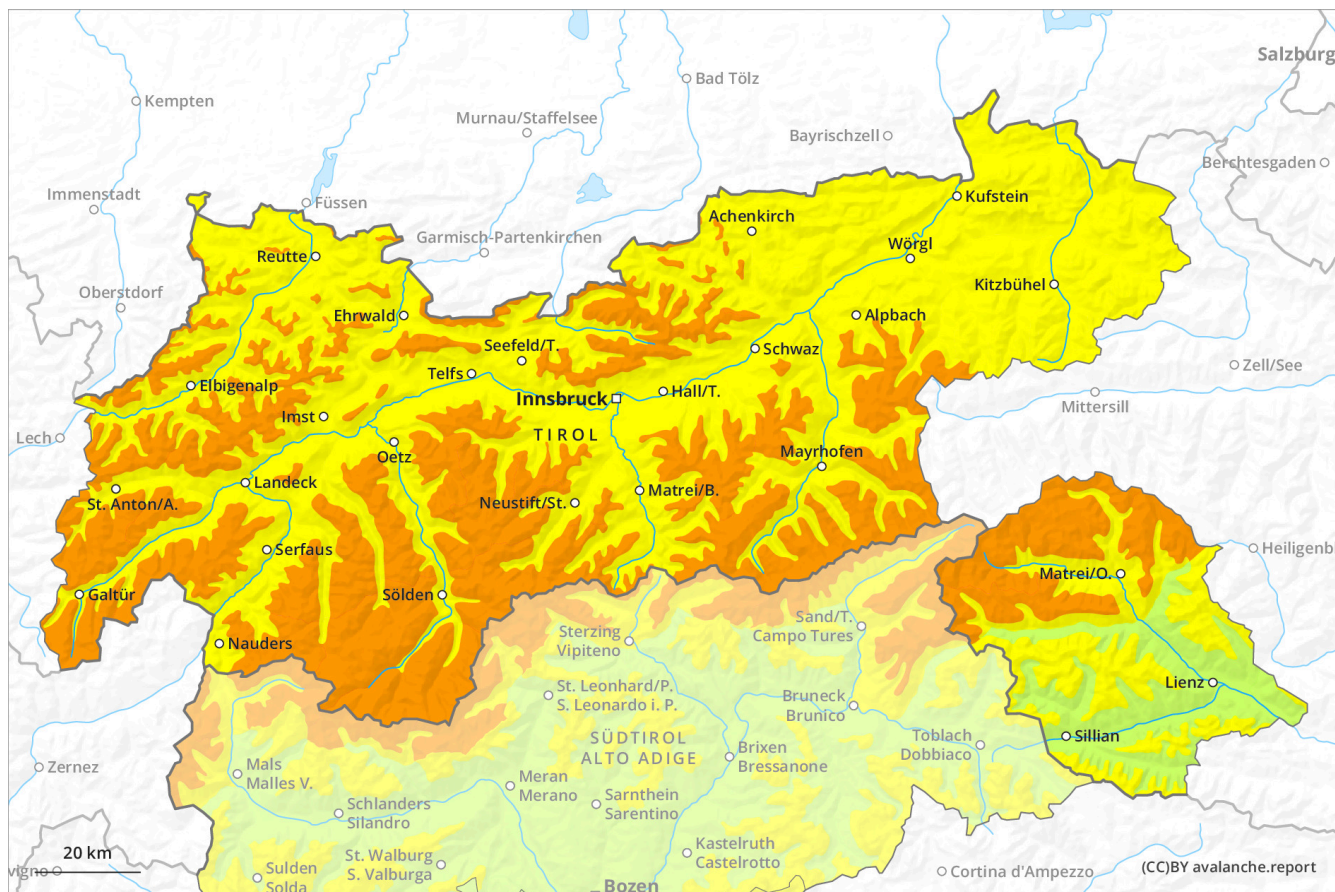 Salzburg
Bad Tölz
Kempten
Murnau/Staffelsee
Bayrischzell
Berchtesgaden
Immenstadt
Füssen
Kufstein
Achenkirch
Garmisch-Partenkirchen
Wörgl
Reutte
Kitzbühel
Oberstdorf
Ehrwald
Alpbach
Seefeld/T.
Schwaz
Zell/See
Telfs
Elbigenalp
Hall/T.
Innsbruck
Mittersill
Imst
TIROL
Lech
Oetz
Mayrhofen
Landeck
Matrei/B.
St. Anton/A.
Neustift/St.
Serfaus
Heiligenb
Matrei/O.
Galtür
Sölden
Sand/T.
Campo Tures
Sterzing
Vipiteno
Nauders
Lienz
St. Leonhard/P.
S. Leonardo i. P.
Bruneck
Brunico
SÜDTIROL
ALTO ADIGE
Toblach
Dobbiaco
Sillian
Brixen
Bressanone
Zernez
Mals
Malles V.
Meran
Merano
Sarnthein
Sarentino
Schlanders
Silandro
20 km
Kastelruth
Castelrotto
St. Walburg
S. Valburga
vigno
Sulden
Solda
Cortina d'Ampezzo
(CC)BY avalanche.report
Bozen